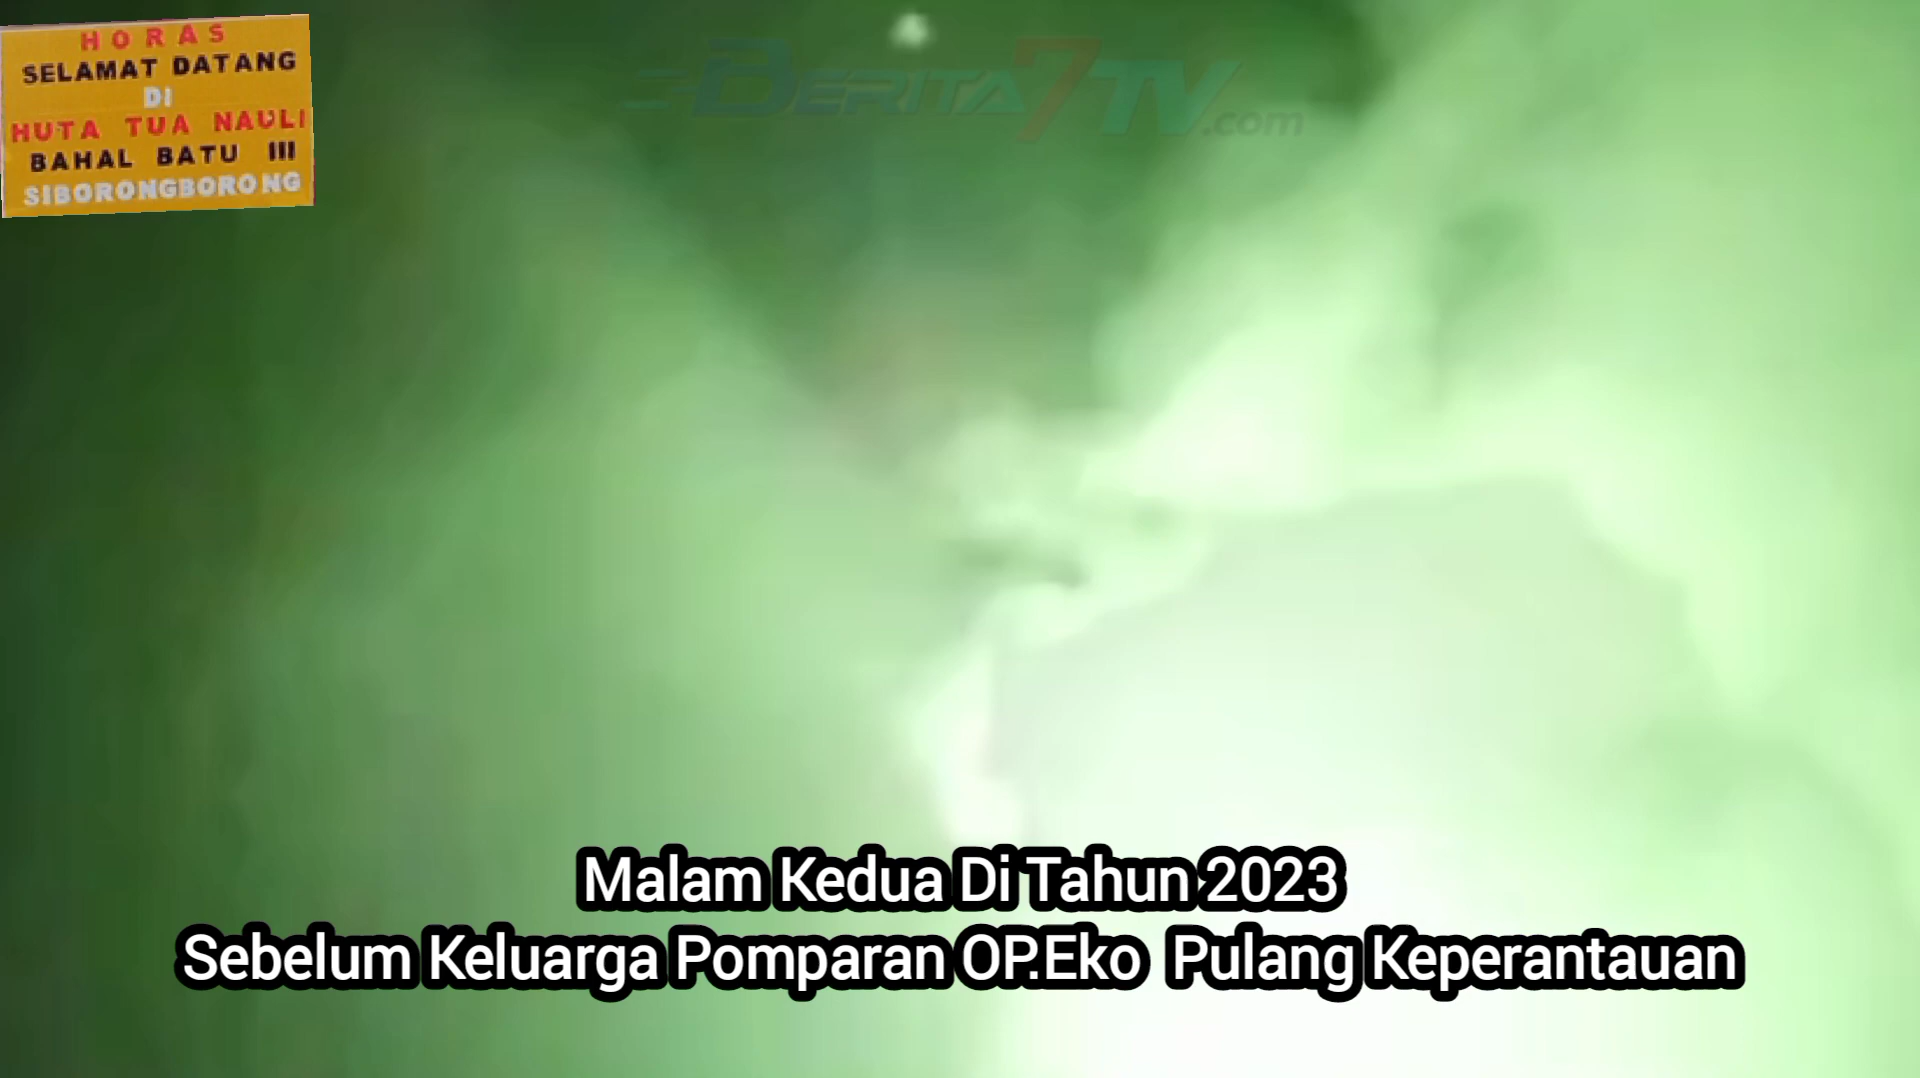 HORAS
SELAMAT DATANG
DI
HUTA TUA NAULI
BAHAL BATU III
SIBORONGBORONG
BERITA7TV.com
Malam Kedua Di Tahun 2023
Sebelum Keluarga Pomparan OP.Eko Pulang Keperantauan